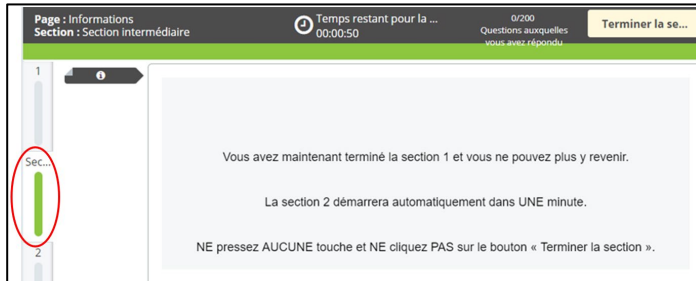 Page : Informations
Section : Section intermédiaire
Temps restant pour la ...
00:00:50
0/200
Questions auxquelles
vous avez répondu
Terminer la se...
1
Sec...
2
Vous avez maintenant terminé la section 1 et vous ne pouvez plus y revenir.
La section 2 démarrera automatiquement dans UNE minute.
NE pressez AUCUNE touche et NE cliquez PAS sur le bouton « Terminer la section ».